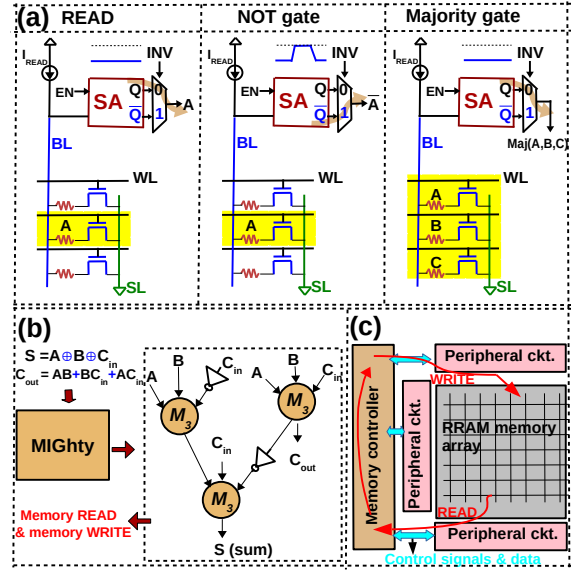 (a) READ
I_READ
INV
EN
SA
Q
Q̅
0
1
A
BL
WL
A
SL
NOT gate
I_READ
INV
EN
SA
Q
Q̅
0
1
A̅
BL
WL
A
SL
Majority gate
I_READ
INV
EN
SA
Q
Q̅
0
1
Maj(A,B,C)
BL
WL
A
B
C
SL
(b)
S =A⊕B⊕C_in
C_out = AB+BC_in+AC_in
MIGhty
Memory READ
& memory WRITE
A
B
C_in
M_3
A
B
C_in
M_3
C_in
C_out
M_3
S (sum)
(c)
Memory controller
Peripheral ckt.
WRITE
Peripheral ckt.
RRAM memory
array
READ
Peripheral ckt.
Control signals & data